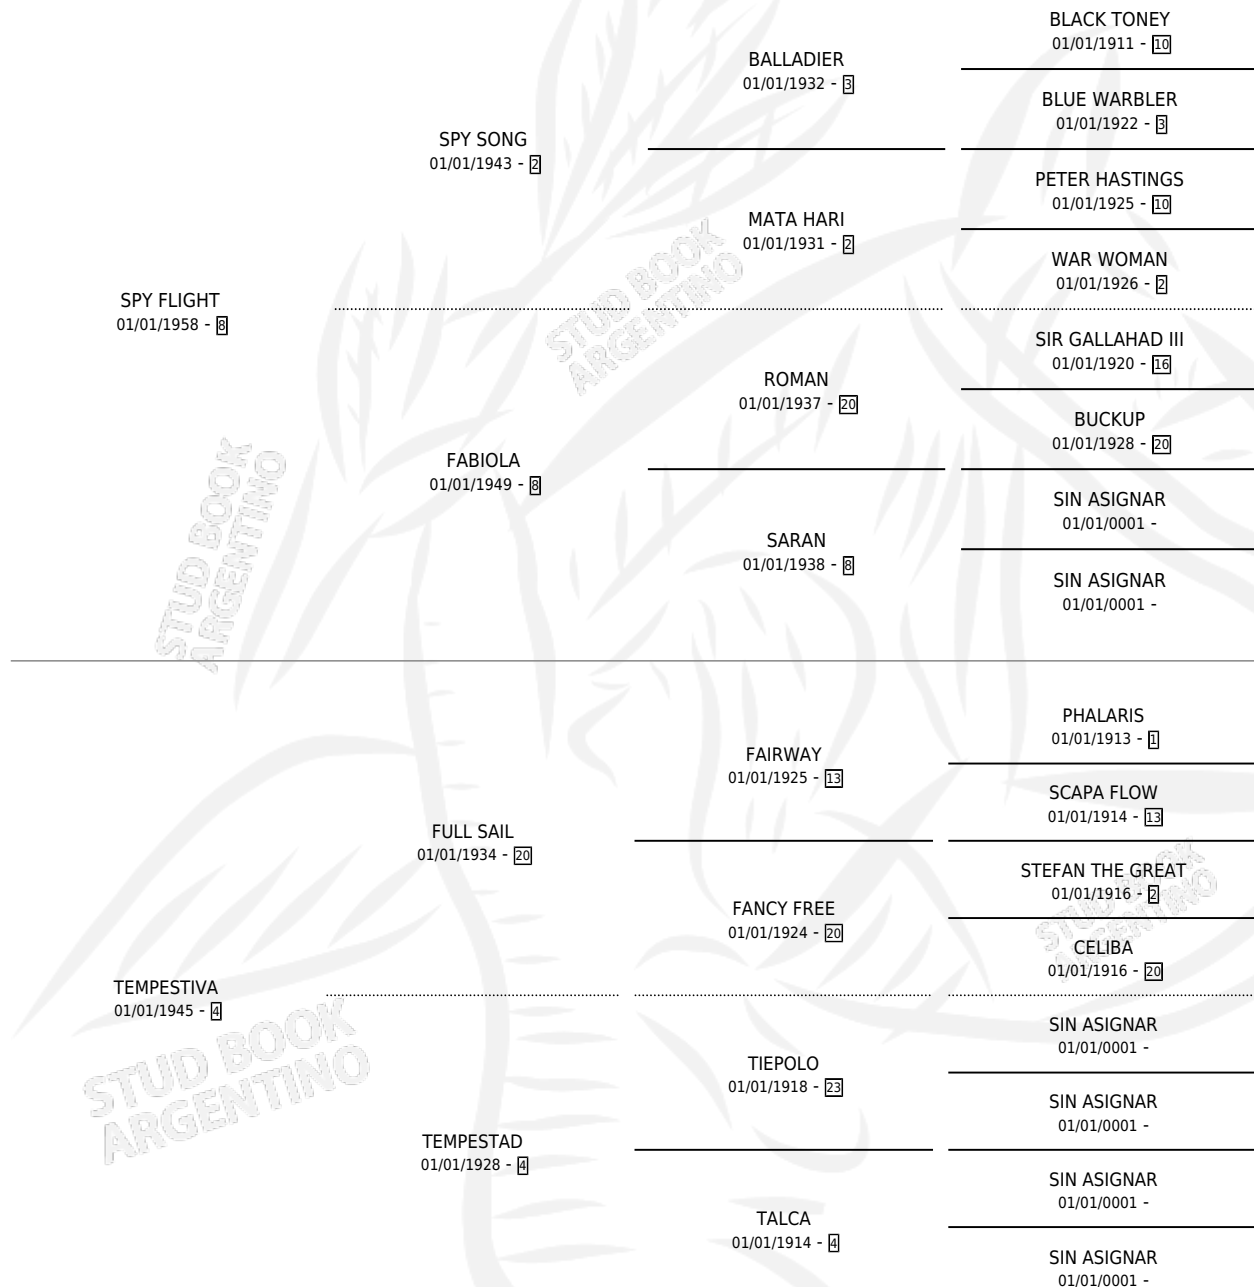 BLACK TONEY
01/01/1911 - 10
BALLADIER
01/01/1932 - 3
BLUE WARBLER
01/01/1922 - 3
SPY SONG
01/01/1943 - 2
PETER HASTINGS
01/01/1925 - 10
MATA HARI
01/01/1931 - 2
WAR WOMAN
01/01/1926 - 2
SPY FLIGHT
01/01/1958 - 8
SIR GALLAHAD III
01/01/1920 - 16
ROMAN
01/01/1937 - 20
BUCKUP
01/01/1928 - 20
FABIOLA
01/01/1949 - 8
SIN ASIGNAR
01/01/0001 -
SARAN
01/01/1938 - 8
SIN ASIGNAR
01/01/0001 -
PHALARIS
01/01/1913 - 1
FAIRWAY
01/01/1925 - 13
SCAPA FLOW
01/01/1914 - 13
FULL SAIL
01/01/1934 - 20
STEFAN THE GREAT
01/01/1916 - 2
FANCY FREE
01/01/1924 - 20
CELIBA
01/01/1916 - 20
TEMPESTIVA
01/01/1945 - 4
SIN ASIGNAR
01/01/0001 -
TIEPOLO
01/01/1918 - 23
SIN ASIGNAR
01/01/0001 -
TEMPESTAD
01/01/1928 - 4
SIN ASIGNAR
01/01/0001 -
TALCA
01/01/1914 - 4
SIN ASIGNAR
01/01/0001 -
STUD BOOK
ARGENTINO
STUD BOOK
ARGENTINO
STUD BOOK
ARGENTINO
STUD BOOK
ARGENTINO